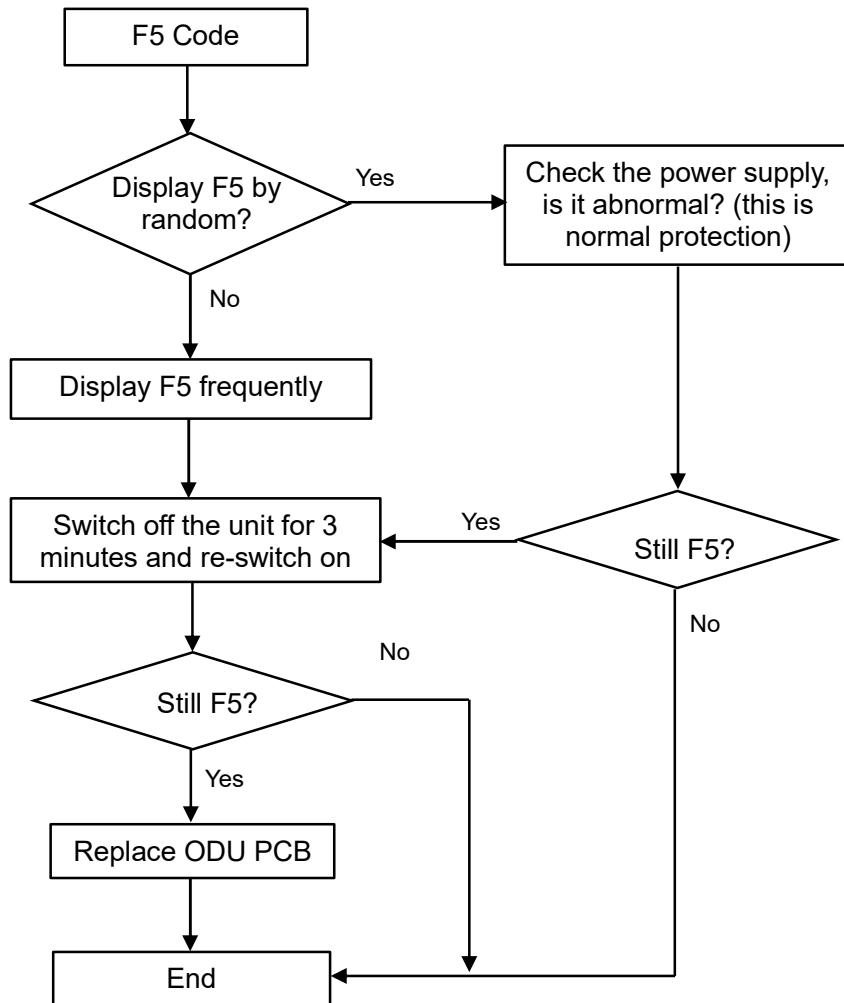 F5 Code
Display F5 by
random?
Yes
Check the power supply,
is it abnormal? (this is
normal protection)
No
Display F5 frequently
Switch off the unit for 3
minutes and re-switch on
Yes
Still F5?
No
No
Still F5?
Yes
Replace ODU PCB
End